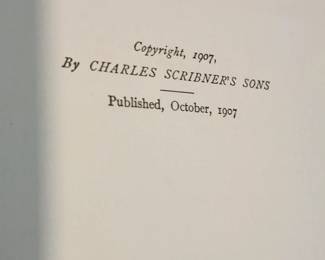 Copyright, 1907,
By CHARLES SCRIBNER'S SONS
Published, October, 1907